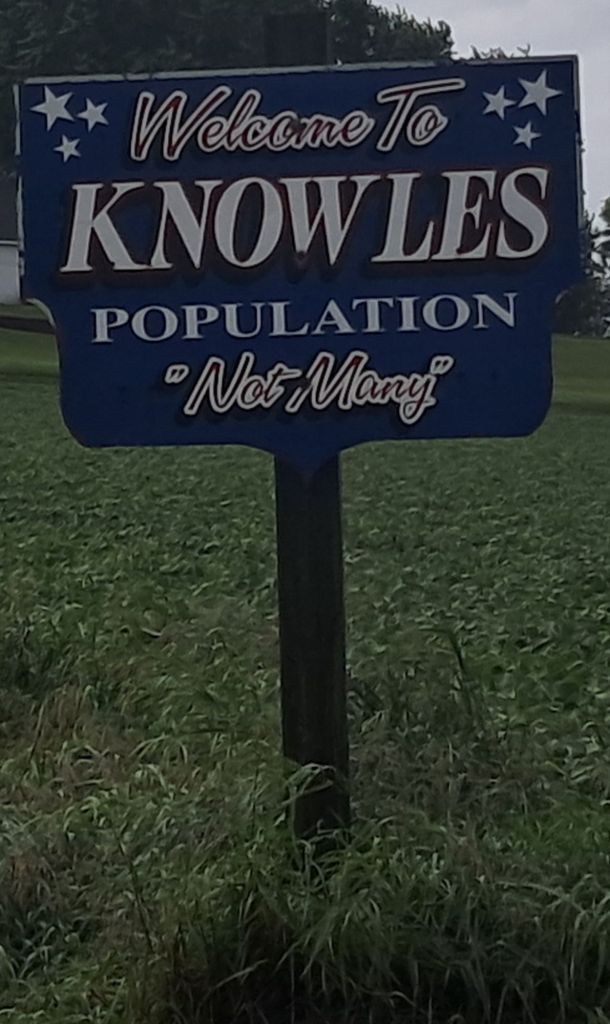 Welcome To
KNOWLES
POPULATION
"Not Many"